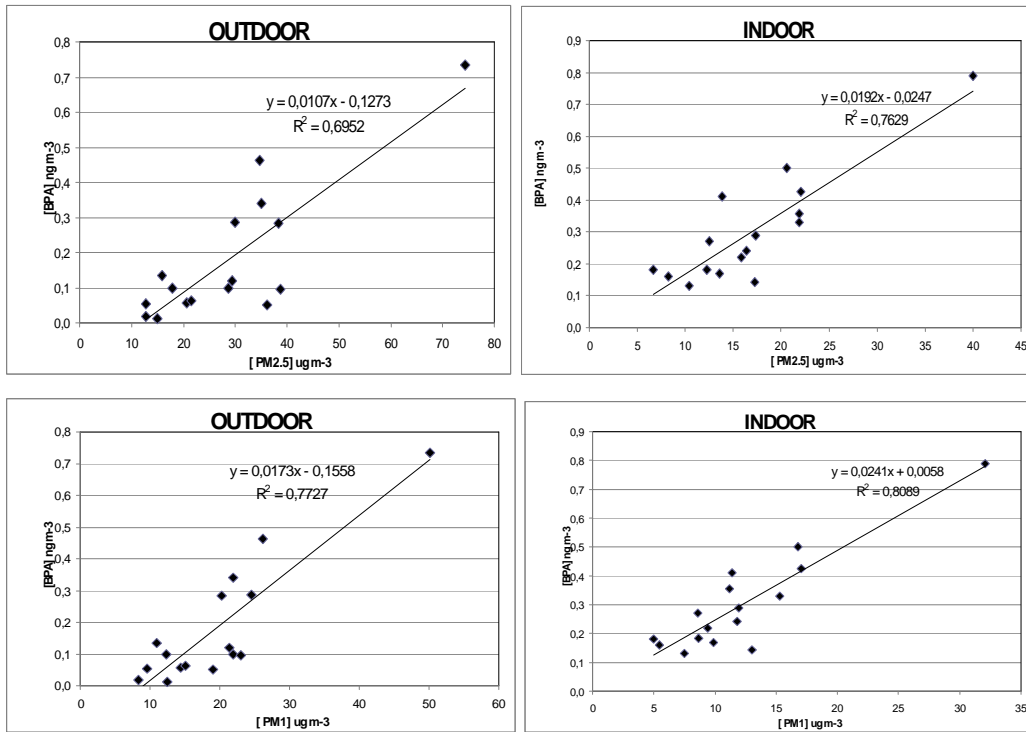 OUTDOOR
0,8
0,7
0,6
0,5
0,4
0,3
0,2
0,1
0,0
[BPA] ngm-3
y = 0,0107x - 0,1273
R² = 0,6952
0 10 20 30 40 50 60 70 80
[ PM2.5] ugm-3
INDOOR
0,9
0,8
0,7
0,6
0,5
0,4
0,3
0,2
0,1
0,0
[BPA] ngm-3
y = 0,0192x - 0,0247
R² = 0,7629
0 5 10 15 20 25 30 35 40 45
[ PM2.5] ugm-3
OUTDOOR
0,8
0,7
0,6
0,5
0,4
0,3
0,2
0,1
0,0
[BPA] ngm-3
y = 0,0173x - 0,1558
R² = 0,7727
0 10 20 30 40 50 60
[ PM1] ugm-3
INDOOR
0,9
0,8
0,7
0,6
0,5
0,4
0,3
0,2
0,1
0,0
[BPA] ngm-3
y = 0,0241x + 0,0058
R² = 0,8089
0 5 10 15 20 25 30 35
[ PM1] ugm-3